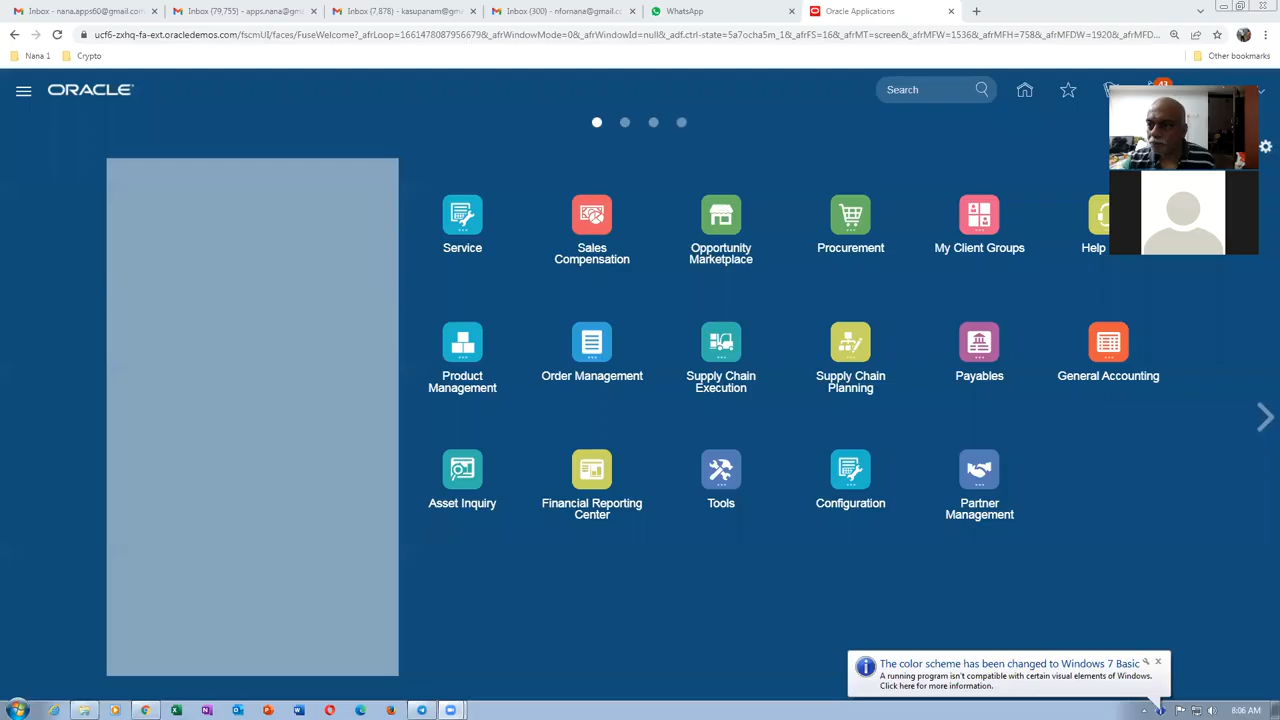 Inbox - nana.apps60@gmail.com
Inbox (79,755) - apps.nana@gm
Inbox (7,878) - kasupanam@gm
Inbox (300) - nfornana@gmail.c
WhatsApp
Oracle Applications
ucf6-zxhq-fa-ext.oracledemos.com/fscmUI/faces/FuseWelcome?_afrLoop=1661478087956679&_afrWindowMode=0&_afrWindowId=null&_adf.ctrl-state=5a7ocha5m_1&_afrFS=16&_afrMT=screen&_afrMFW=1536&_afrMFH=758&_afrMFDW=1920&_afrMFD...
Nana 1
Crypto
Other bookmarks
ORACLE
Search
43
Service
Sales
Compensation
Opportunity
Marketplace
Procurement
My Client Groups
Help
Product
Management
Order Management
Supply Chain
Execution
Supply Chain
Planning
Payables
General Accounting
Asset Inquiry
Financial Reporting
Center
Tools
Configuration
Partner
Management
The color scheme has been changed to Windows 7 Basic
A running program isn't compatible with certain visual elements of Windows.
Click here for more information.
8:06 AM